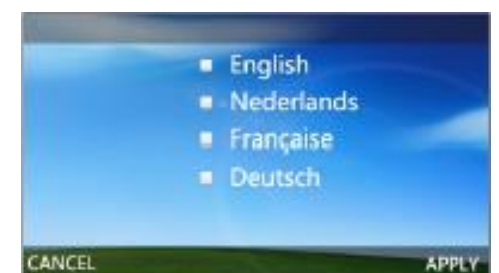 English
Nederlands
Française
Deutsch
CANCEL APPLY